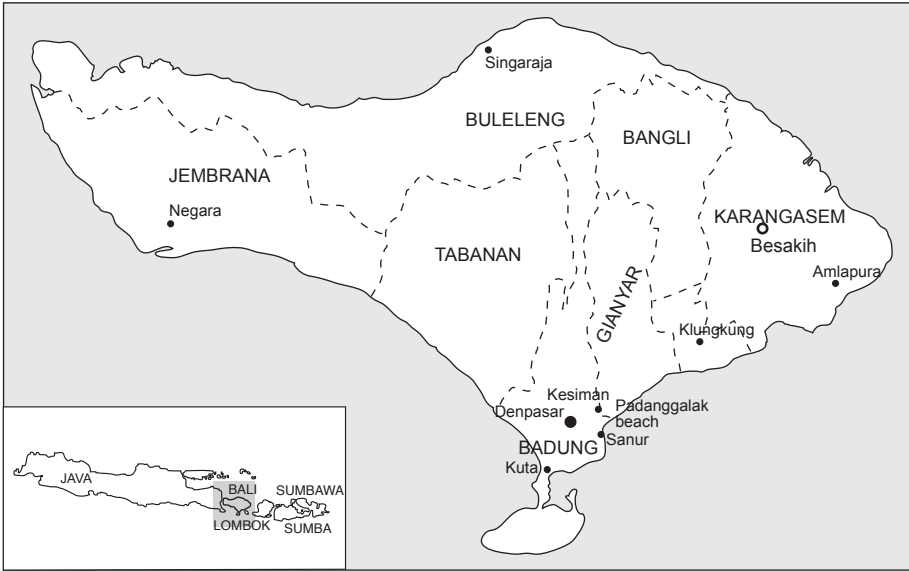 Singaraja
BULELENG
BANGLI
JEMBRANA
Negara
KARANGASEM
Besakih
TABANAN
Amlapura
GIANYAR
Klungkung
Kesiman
Denpasar
Padanggalak
beach
Sanur
BADUNG
Kuta
JAVA
BALI
SUMBAWA
LOMBOK
SUMBA